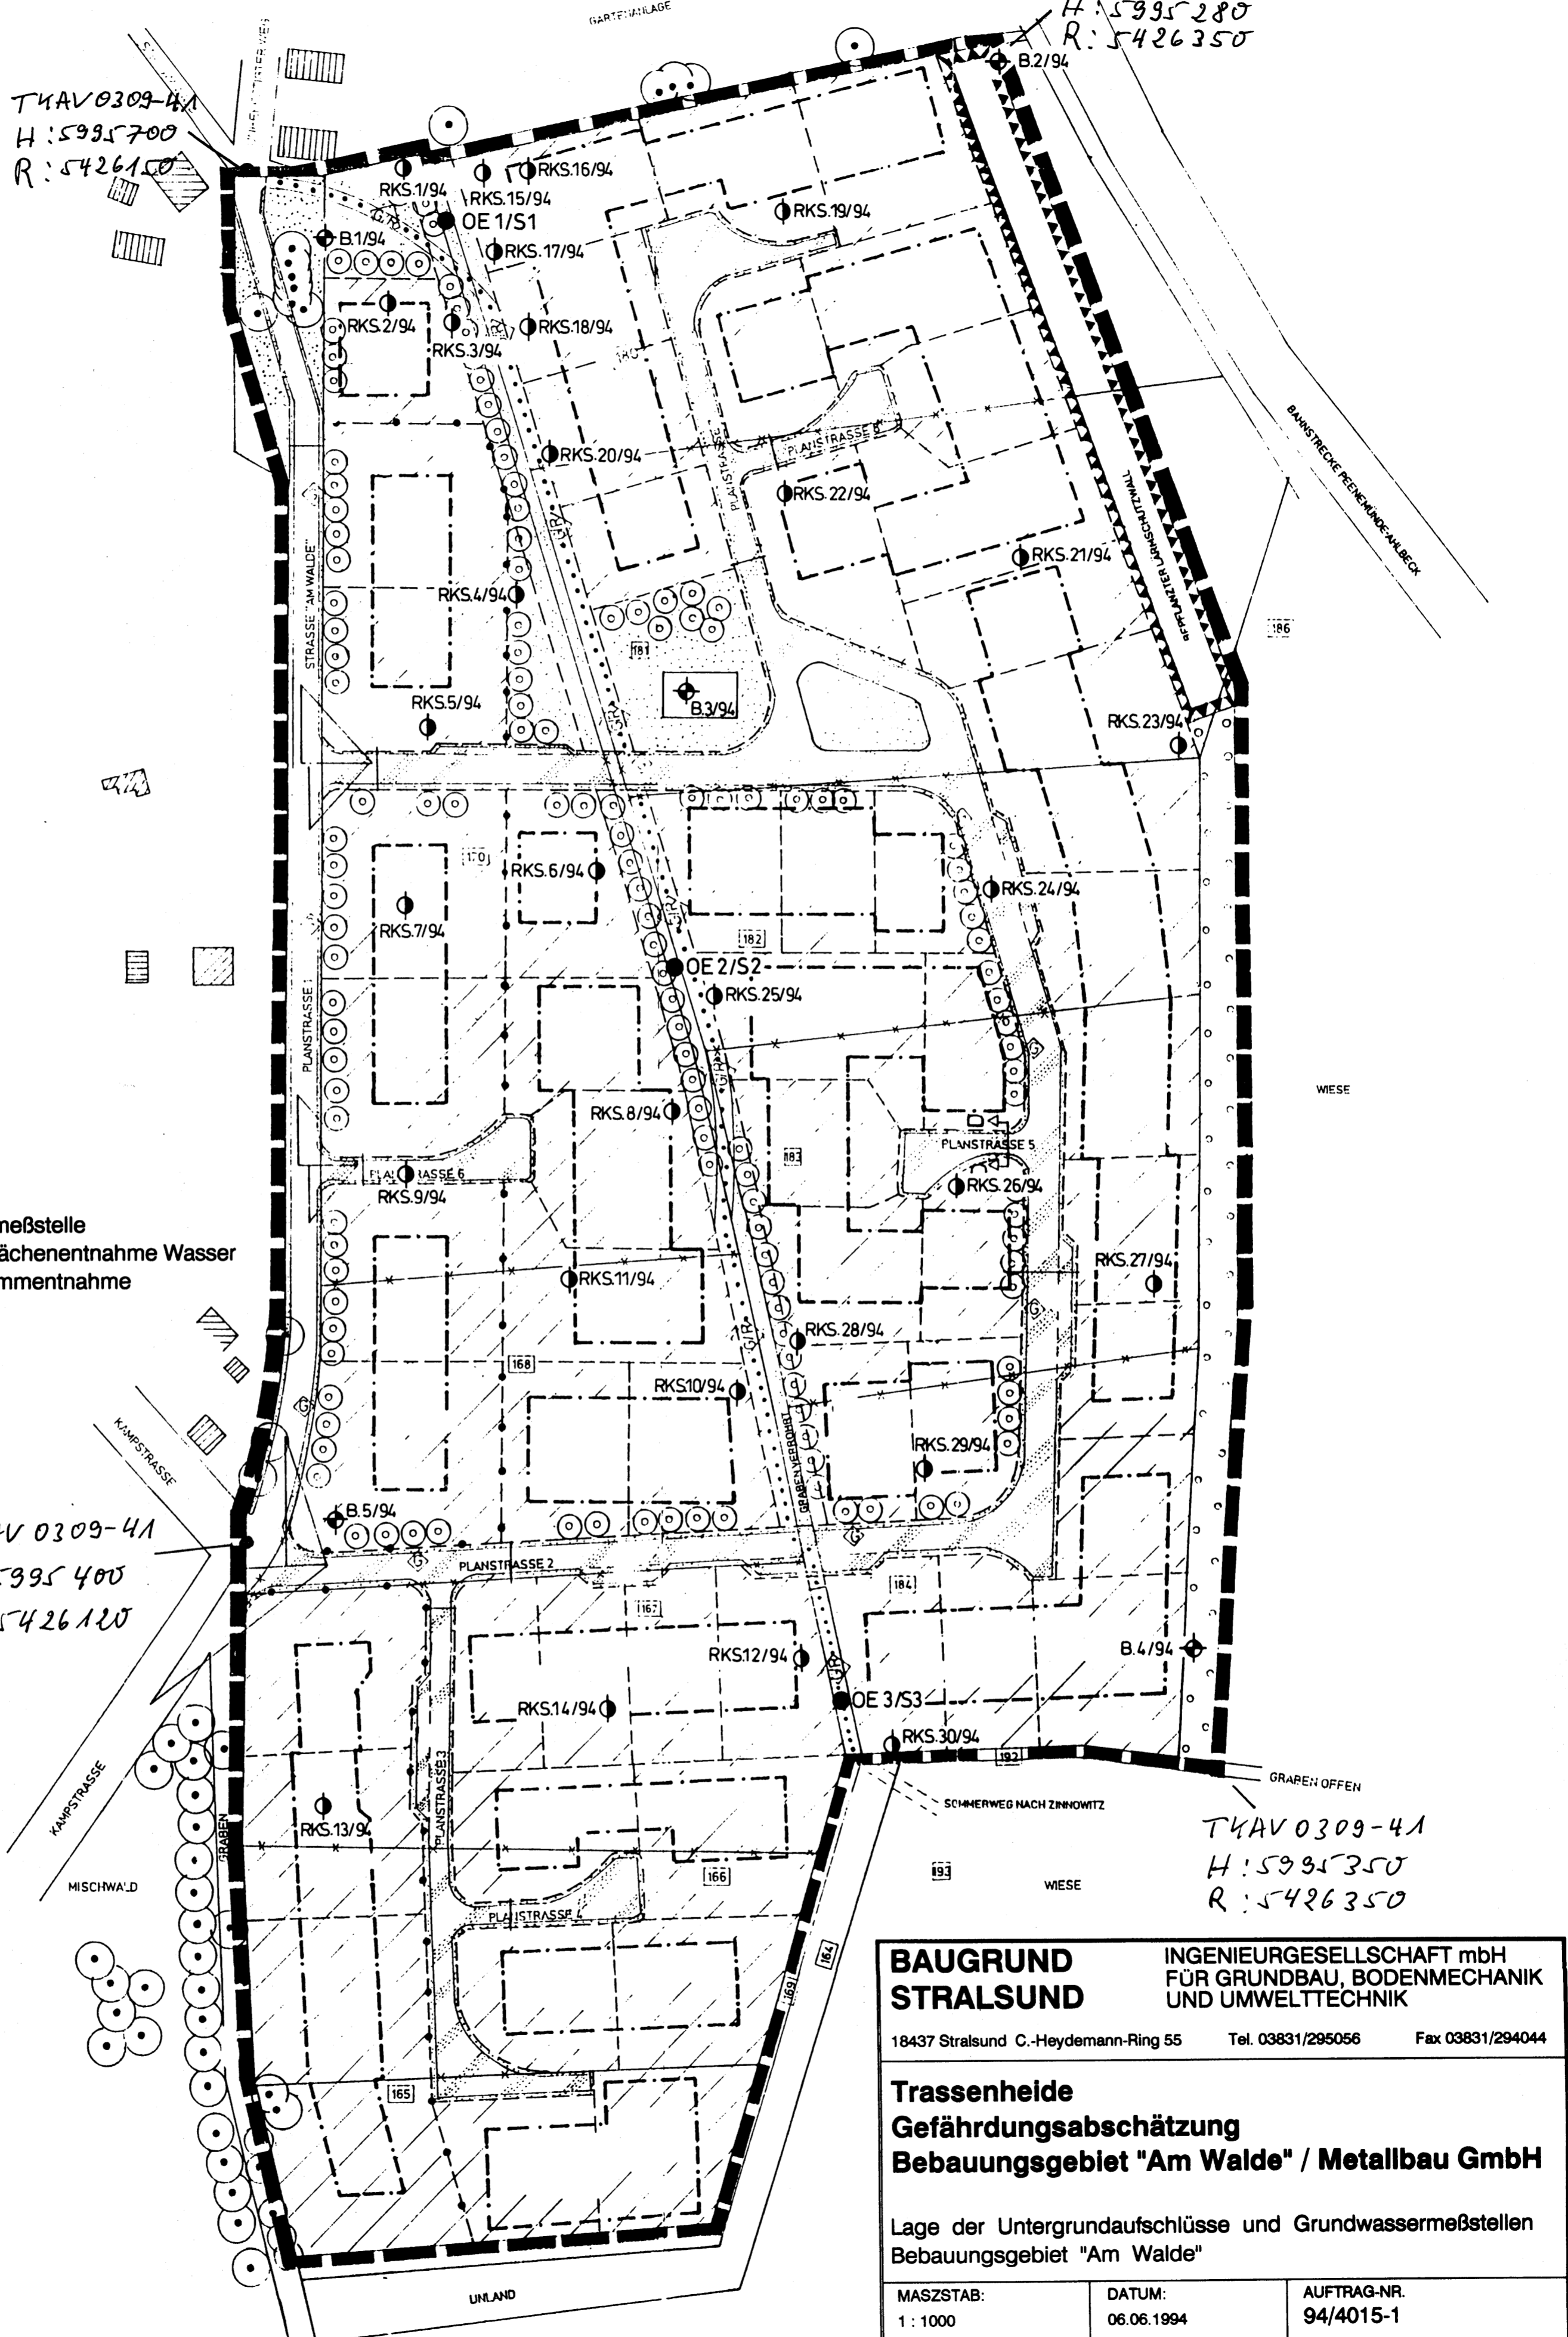 GARTENANLAGE
H: 5995280
R: 5426350
B.2/94
TKAV0309-41
H: 5995700
R: 5426150
RKS.1/94
RKS.15/94
RKS.16/94
OE 1/S1
RKS.19/94
B.1/94
RKS.17/94
RKS.2/94
RKS.3/94
RKS.18/94
BAHNSTRECKE PEENEMÜNDE-AHLBECK
RKS.20/94
PLANSTRASSE
RKS.22/94
RKS.21/94
STRASSE "AM WALDE"
RKS.4/94
181
186
B.3/94
RKS.5/94
RKS.23/94
170
RKS.6/94
RKS.24/94
RKS.7/94
182
OE 2/S2
RKS.25/94
PLANSTRASSE 1
G/R
WIESE
RKS.8/94
183
PLANSTRASSE 5
RKS.9/94
RKS.26/94
meßstelle
ächenentnahme Wasser
mmentnahme
RKS.11/94
RKS.27/94
G
G/R
RKS.28/94
168
RKS10/94
GRABEN VERROHRT
RKS.29/94
G
KAMPSTRASSE
B.5/94
V 0309-41
5995400
5426120
G
PLANSTRASSE 2
G
184
167
RKS12/94
B.4/94
RKS.14/94
OE 3/S3
RKS.30/94
192
GRABEN OFFEN
KAMPSTRASSE
PLANSTRASSE 3
SOMMERWEG NACH ZINNOWITZ
RKS.13/94
GRABEN
TKAV0309-41
H: 5995350
R: 5426350
MISCHWALD
166
193
WIESE
PLANSTRASSE 4
164
169
165
UNLAND
BAUGRUND
STRALSUND
INGENIEURGESELLSCHAFT mbH
FÜR GRUNDBAU, BODENMECHANIK
UND UMWELTTECHNIK
18437 Stralsund C.-Heydemann-Ring 55 Tel. 03831/295056 Fax 03831/294044
Trassenheide
Gefährdungsabschätzung
Bebauungsgebiet "Am Walde" / Metallbau GmbH
Lage der Untergrundaufschlüsse und Grundwassermeßstellen
Bebauungsgebiet "Am Walde"
MASZSTAB:
1 : 1000
DATUM:
06.06.1994
AUFTRAG-NR.
94/4015-1